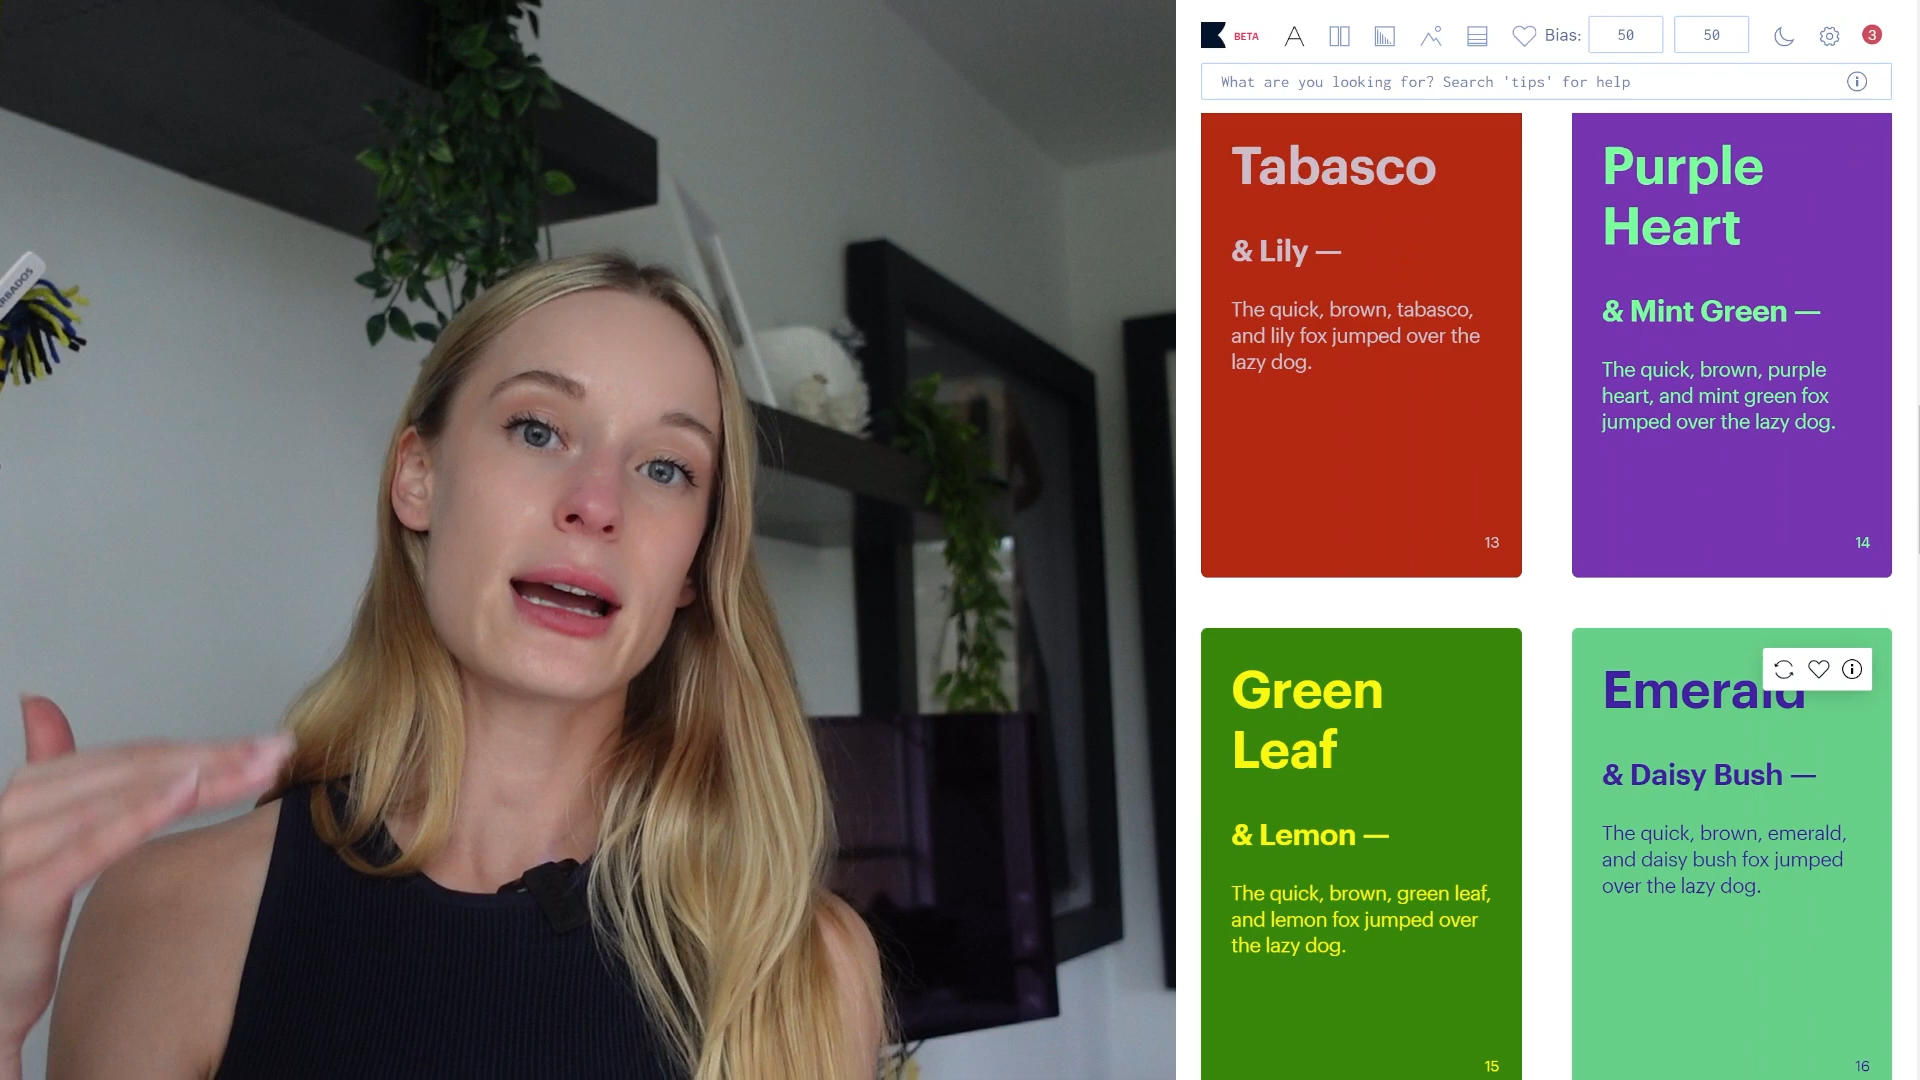 BETA
Bias:
50
50
3
What are you looking for? Search 'tips' for help
Tabasco
& Lily —
The quick, brown, tabasco,
and lily fox jumped over the
lazy dog.
13
Purple
Heart
& Mint Green —
The quick, brown, purple
heart, and mint green fox
jumped over the lazy dog.
14
Green
Leaf
& Lemon —
The quick, brown, green leaf,
and lemon fox jumped over
the lazy dog.
15
Emerald
& Daisy Bush —
The quick, brown, emerald,
and daisy bush fox jumped
over the lazy dog.
16